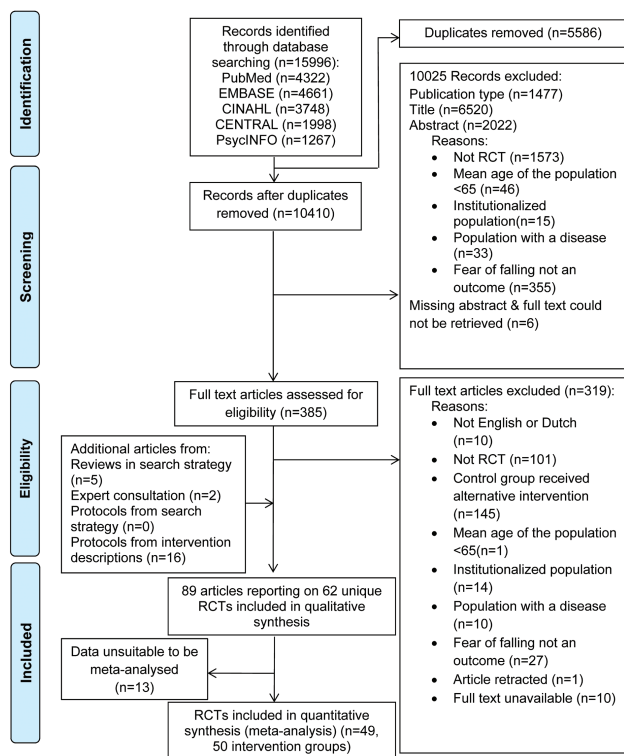 Identification
Records identified
through database
searching (n=15996):
PubMed (n=4322)
EMBASE (n=4661)
CINAHL (n=3748)
CENTRAL (n=1998)
PsycINFO (n=1267)
Duplicates removed (n=5586)
10025 Records excluded:
Publication type (n=1477)
Title (n=6520)
Abstract (n=2022)
Reasons:
• Not RCT (n=1573)
• Mean age of the population
<65 (n=46)
• Institutionalized
population(n=15)
• Population with a disease
(n=33)
• Fear of falling not an
outcome (n=355)
Missing abstract & full text could
not be retrieved (n=6)
Screening
Records after duplicates
removed (n=10410)
Eligibility
Full text articles assessed for
eligibility (n=385)
Additional articles from:
Reviews in search strategy
(n=5)
Expert consultation (n=2)
Protocols from search
strategy (n=0)
Protocols from intervention
descriptions (n=16)
Full text articles excluded (n=319):
Reasons:
• Not English or Dutch
(n=10)
• Not RCT (n=101)
• Control group received
alternative intervention
(n=145)
• Mean age of the population
<65(n=1)
• Institutionalized population
(n=14)
• Population with a disease
(n=10)
• Fear of falling not an
outcome (n=27)
• Article retracted (n=1)
• Full text unavailable (n=10)
Included
89 articles reporting on 62 unique
RCTs included in qualitative
synthesis
Data unsuitable to be
meta-analysed
(n=13)
RCTs included in quantitative
synthesis (meta-analysis) (n=49,
50 intervention groups)